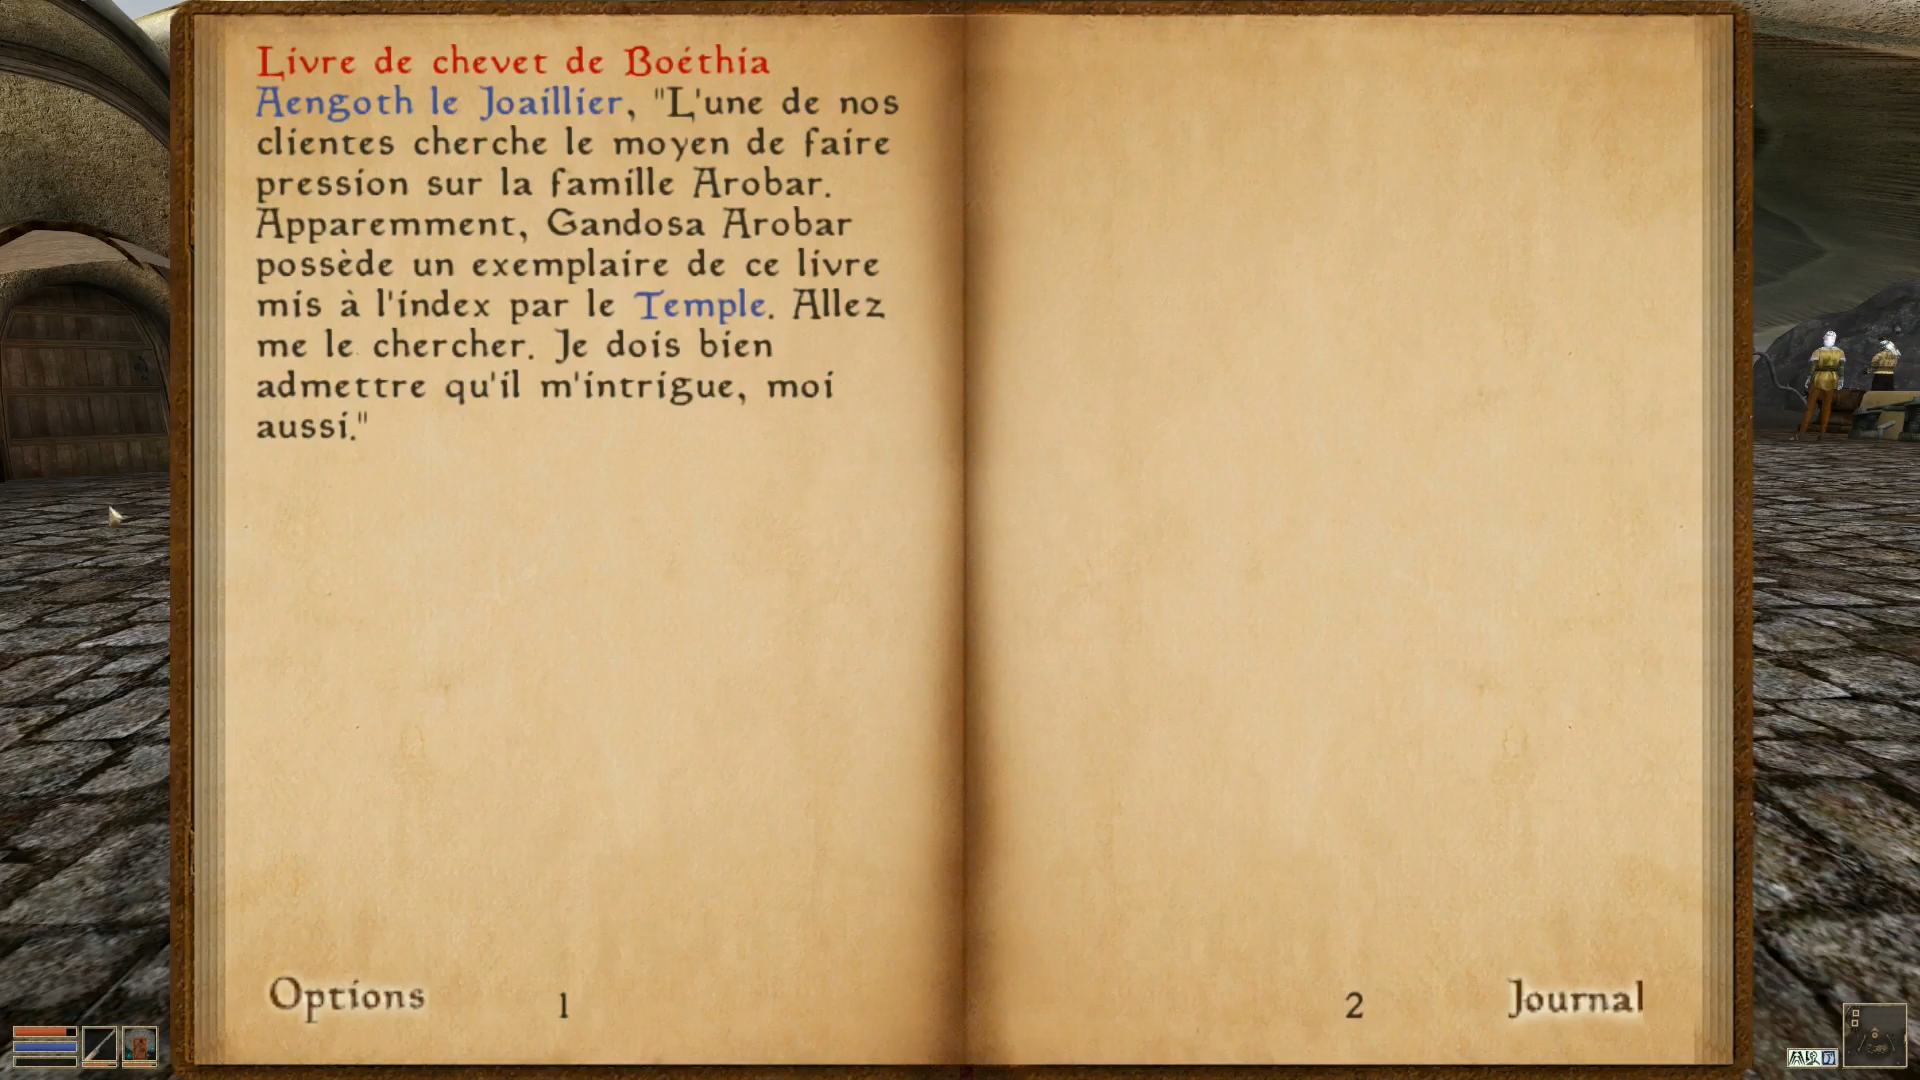 Livre de chevet de Boéthia
Aengoth le Joaillier, "L'une de nos
clientes cherche le moyen de faire
pression sur la famille Arobar.
Apparemment, Gandosa Arobar
possède un exemplaire de ce livre
mis à l'index par le Temple. Allez
me le chercher. Je dois bien
admettre qu'il m'intrigue, moi
aussi."
Options
1
2
Journal